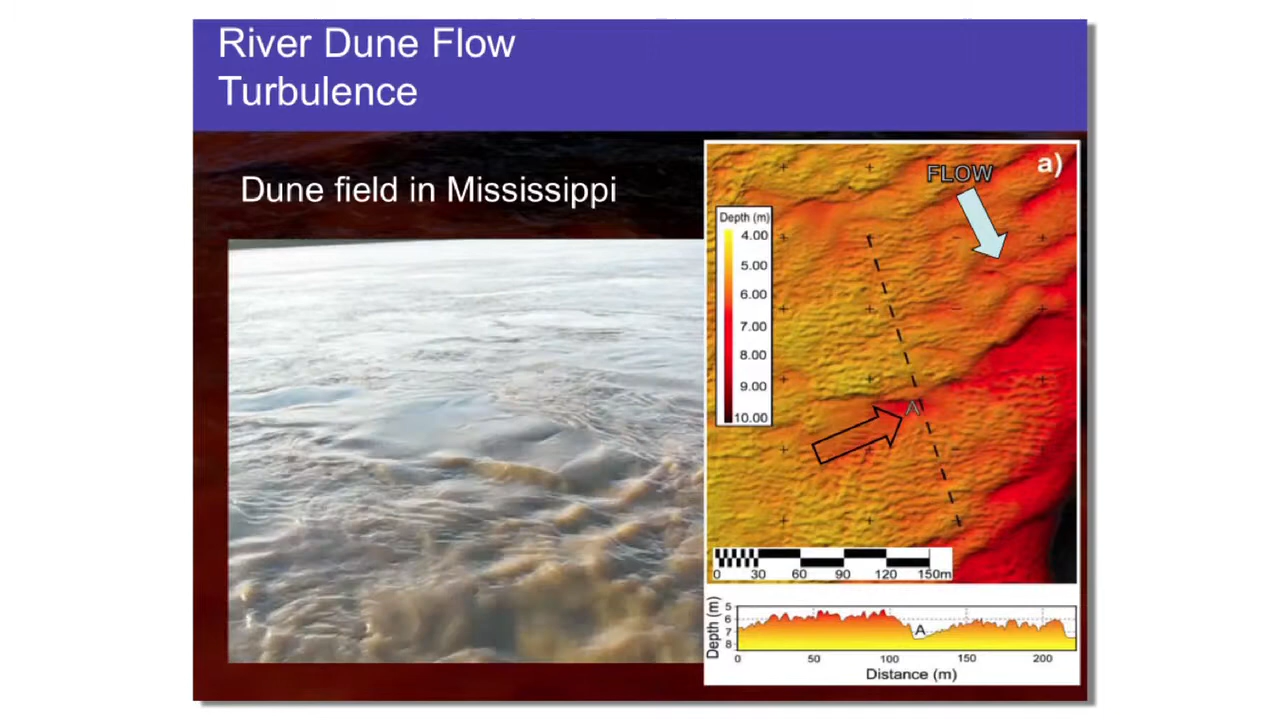 River Dune Flow
Turbulence
Dune field in Mississippi
a)
FLOW
Depth (m)
4.00
5.00
6.00
7.00
8.00
9.00
10.00
A
0 30 60 90 120 150m
Depth (m)
5
6
7
8
A
0 50 100 150 200
Distance (m)